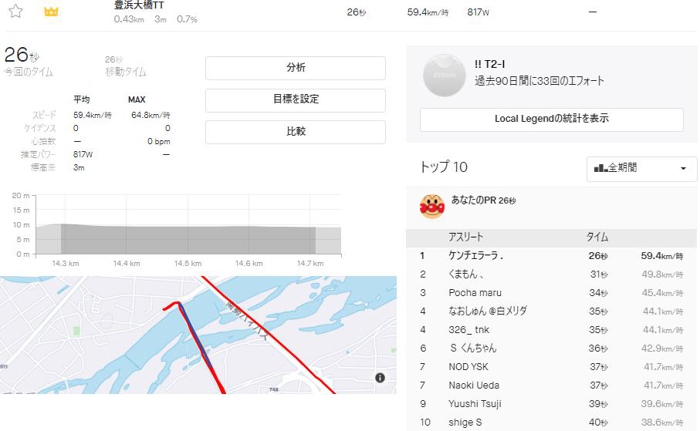 豊浜大橋TT
0.43km 3m 0.7%
26秒 59.4km/時 817W —
26秒
今回のタイム
26秒
移動タイム
分析
目標を設定
比較
平均 MAX
スピード 59.4km/時 64.8km/時
ケイデンス 0 0
心拍数 — 0 bpm
推定パワー 817W —
標高差 3m
20 m
10 m
5 m
0 m
14.3 km 14.4 km 14.5 km 14.6 km 14.7 km
748
!! T2-I
過去90日間に33回のエフォート
Local Legendの統計を表示
トップ 10
全期間
あなたのPR 26秒
アスリート タイム
1 ケンチェラーラ . 26秒 59.4km/時
2 くまもん 、 31秒 49.8km/時
3 Pocha maru 34秒 45.4km/時
4 なおしゅん@白メリダ 35秒 44.1km/時
4 326_ tnk 35秒 44.1km/時
6 S くんちゃん 36秒 42.9km/時
7 NOD YSK 37秒 41.7km/時
7 Naoki Ueda 37秒 41.7km/時
9 Yuushi Tsuji 39秒 39.6km/時
10 shige S 40秒 38.6km/時